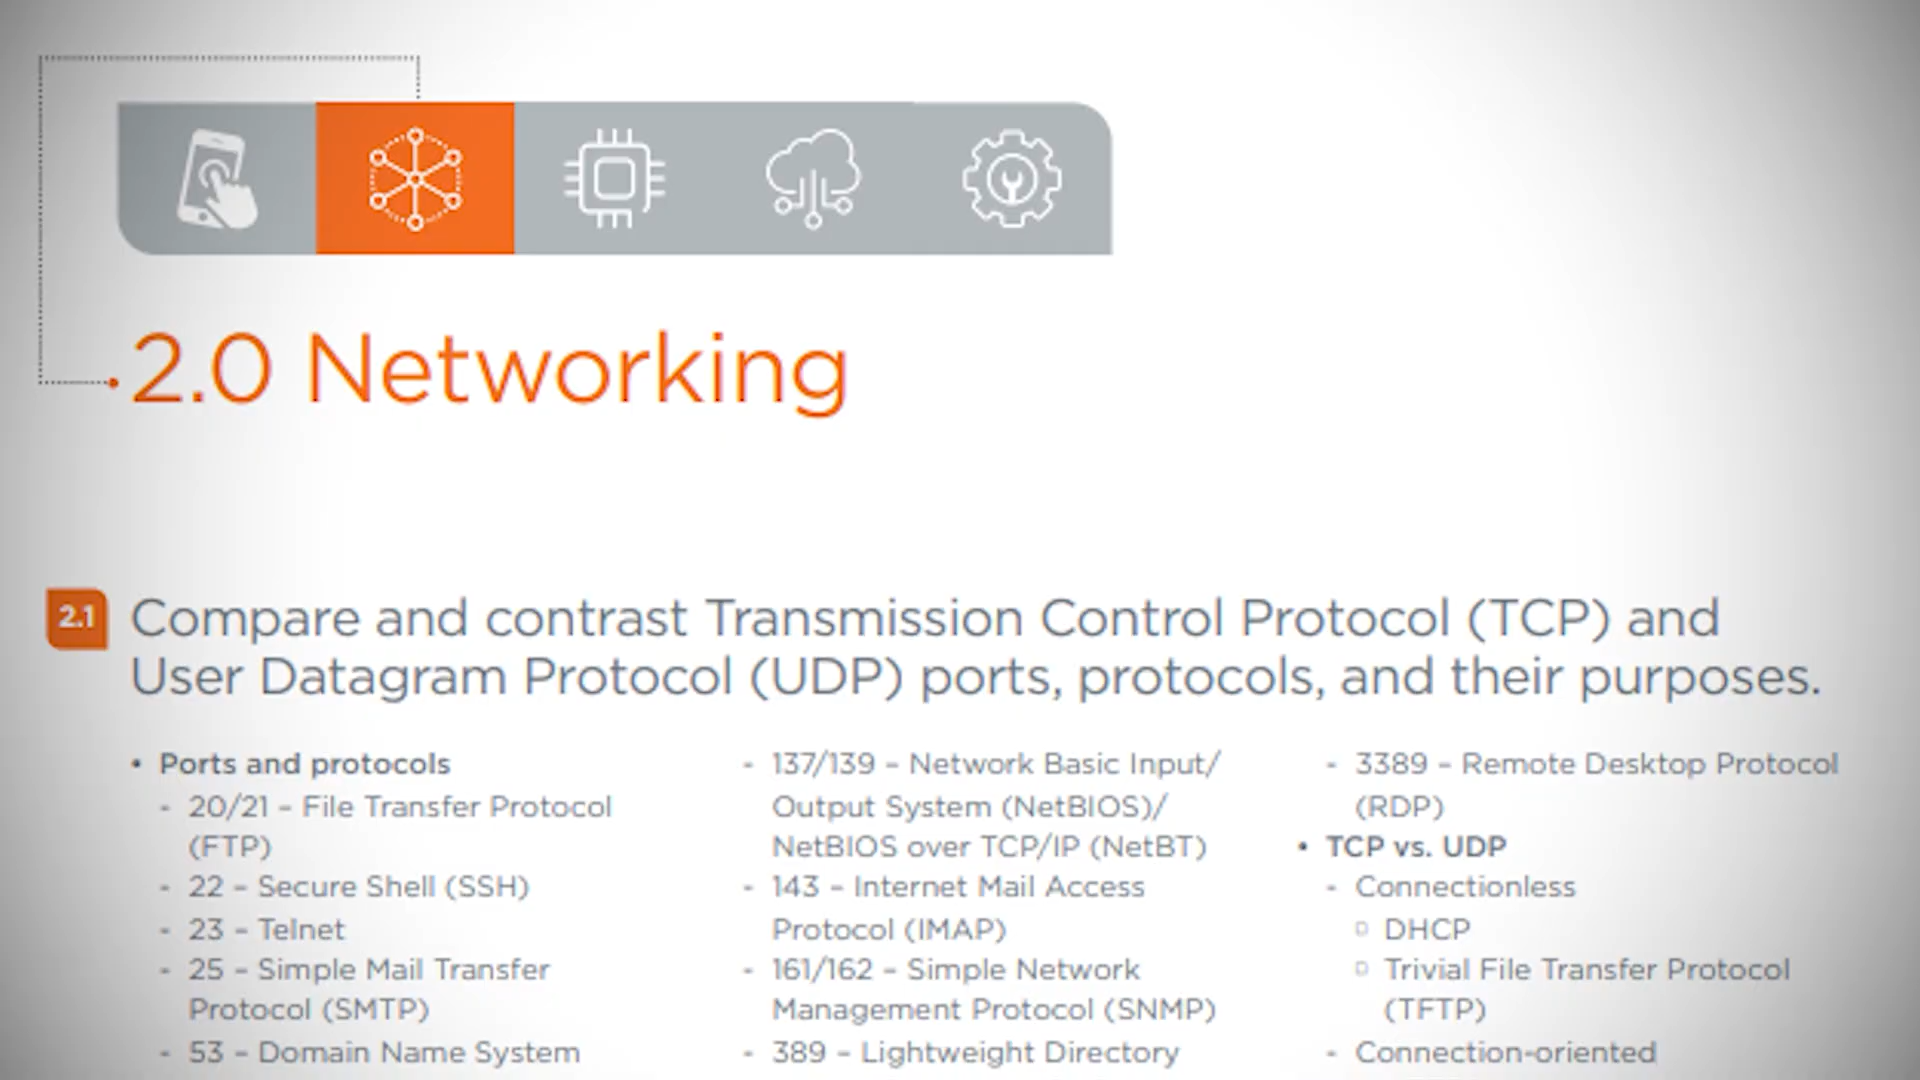 2.0 Networking
2.1
Compare and contrast Transmission Control Protocol (TCP) and
User Datagram Protocol (UDP) ports, protocols, and their purposes.
• Ports and protocols
- 20/21 – File Transfer Protocol
(FTP)
- 22 – Secure Shell (SSH)
- 23 – Telnet
- 25 – Simple Mail Transfer
Protocol (SMTP)
- 53 – Domain Name System
- 137/139 – Network Basic Input/
Output System (NetBIOS)/
NetBIOS over TCP/IP (NetBT)
- 143 – Internet Mail Access
Protocol (IMAP)
- 161/162 – Simple Network
Management Protocol (SNMP)
- 389 – Lightweight Directory
- 3389 – Remote Desktop Protocol
(RDP)
• TCP vs. UDP
- Connectionless
▫ DHCP
▫ Trivial File Transfer Protocol
(TFTP)
- Connection-oriented